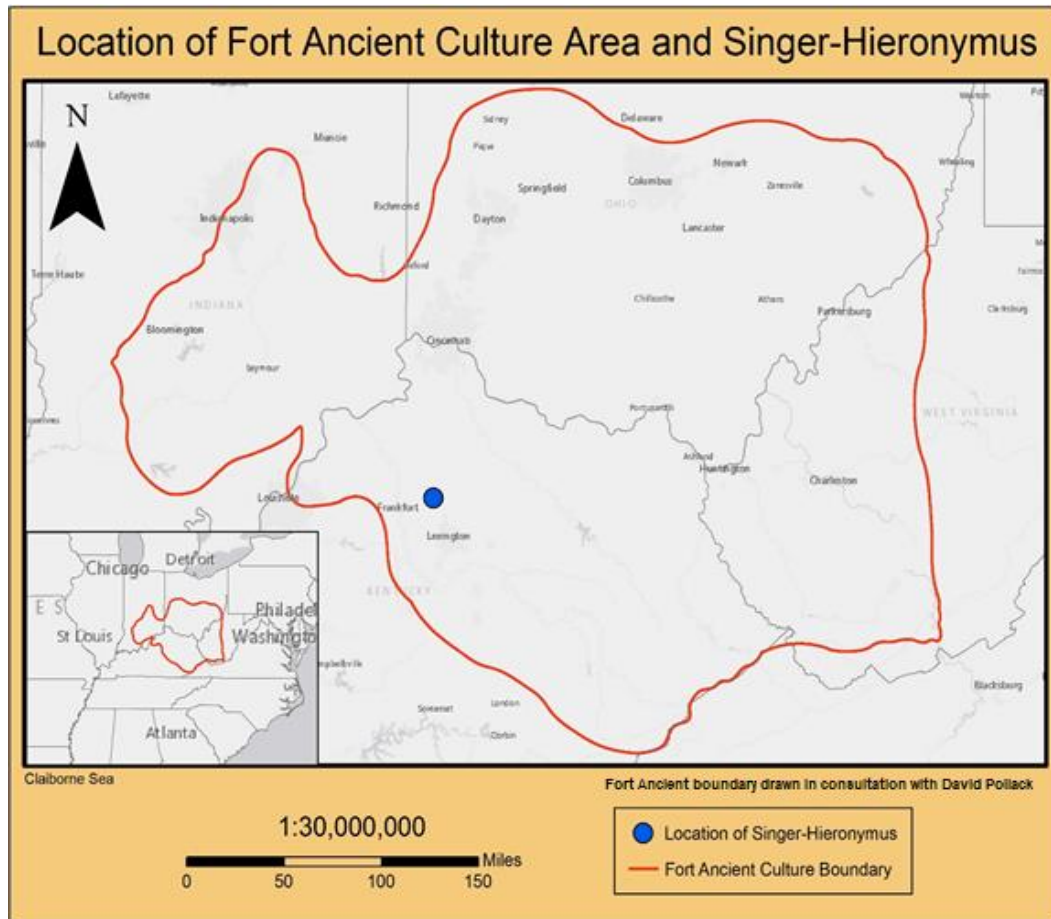 Location of Fort Ancient Culture Area and Singer-Hieronymus
N
Lafayette
Muncie
Sidney
Piqua
Delaware
Wheeling
Newark
Columbus
Zanesville
Springfield
OHIO
Richmond
Dayton
Indianapolis
Lancaster
Terre Haute
INDIANA
Chillicothe
Athens
Parkersburg
Clarksburg
Bloomington
Cincinnati
Seymour
Portsmouth
WEST VIRGINIA
Ashland
Huntington
Charleston
Louisville
Frankfort
Lexington
KENTUCKY
Blacksburg
Somerset
London
Corbin
Chicago
Detroit
E S
Philadel
St Louis
Washington
Atlanta
Claiborne Sea
Fort Ancient boundary drawn in consultation with David Pollack
1:30,000,000
Miles
0 50 100 150
Location of Singer-Hieronymus
Fort Ancient Culture Boundary